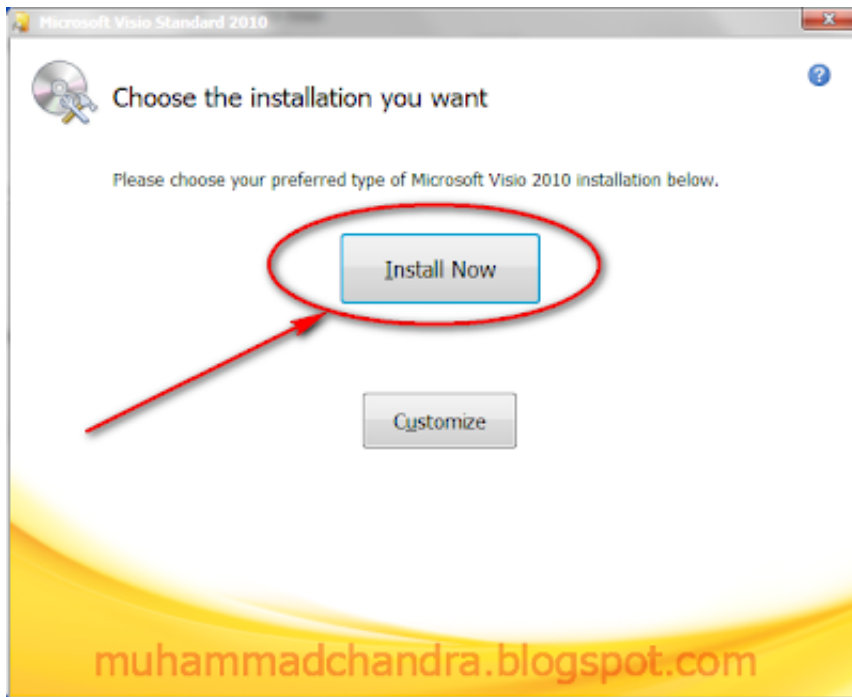 Microsoft Visio Standard 2010
Choose the installation you want
Please choose your preferred type of Microsoft Visio 2010 installation below.
Install Now
Customize
muhammadchandra.blogspot.com